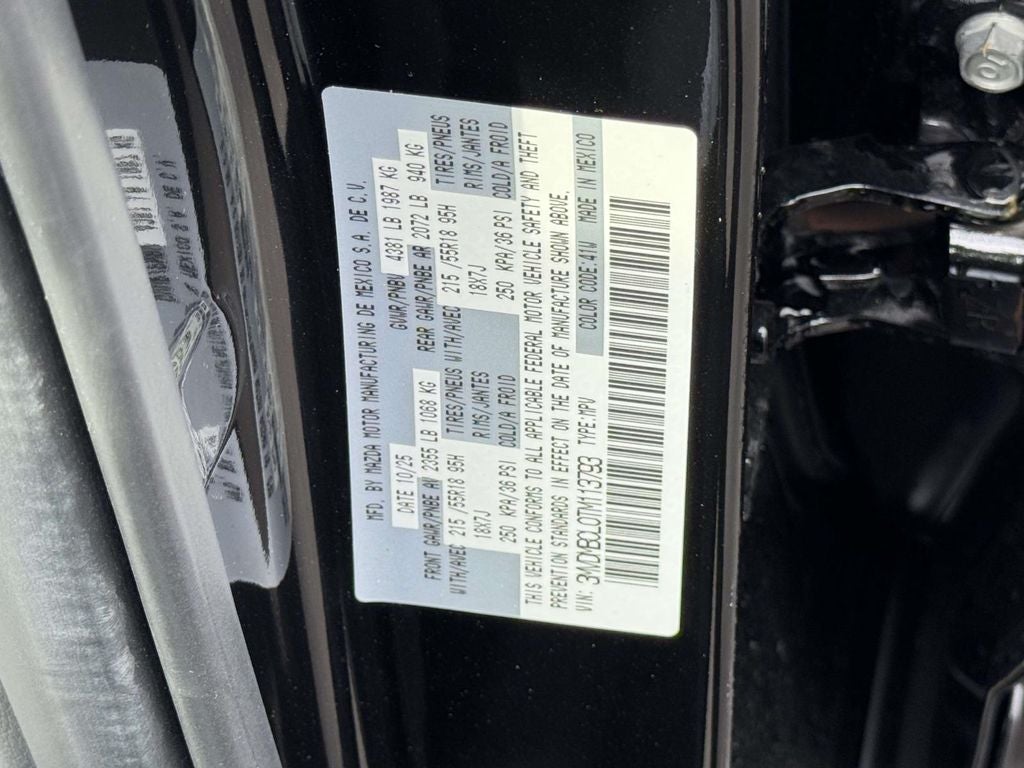 MFD. BY MAZDA MOTOR MANUFACTURING DE MEXICO S.A. DE C.V.
DATE 10/25 GVWR/PNBV 4381 LB 1987 KG
FRONT GAWR/PNBE AV 2355 LB 1068 KG REAR GAWR/PNBE AR 2072 LB 940 KG
WITH/AVEC 215 /55R18 95H TIRES/PNEUS WITH/AVEC 215 /55R18 95H TIRES/PNEUS
18X7J RIMS/JANTES 18X7J RIMS/JANTES
250 KPA/36 PSI COLD/A FROID 250 KPA/36 PSI COLD/A FROID
THIS VEHICLE CONFORMS TO ALL APPLICABLE FEDERAL MOTOR VEHICLE SAFETY AND THEFT
PREVENTION STANDARDS IN EFFECT ON THE DATE OF MANUFACTURE SHOWN ABOVE.
VIN: 3MVDMBCL0TM113793 TYPE:MPV COLOR CODE:41W MADE IN MEXICO